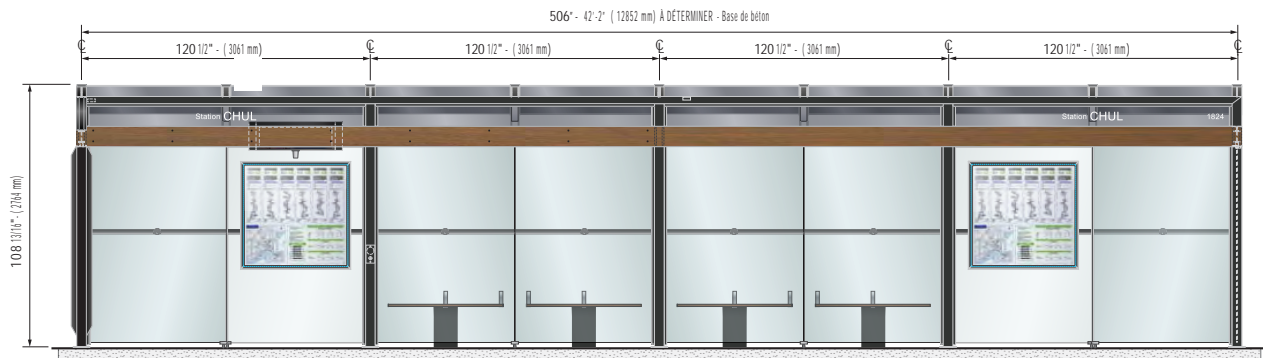 506" - 42'-2" ( 12852 mm) À DÉTERMINER - Base de béton
120 1/2" - ( 3061 mm)
120 1/2" - ( 3061 mm)
120 1/2" - ( 3061 mm)
120 1/2" - ( 3061 mm)
108 13/16" - ( 2764 mm)
Station CHUL
Station CHUL
1824